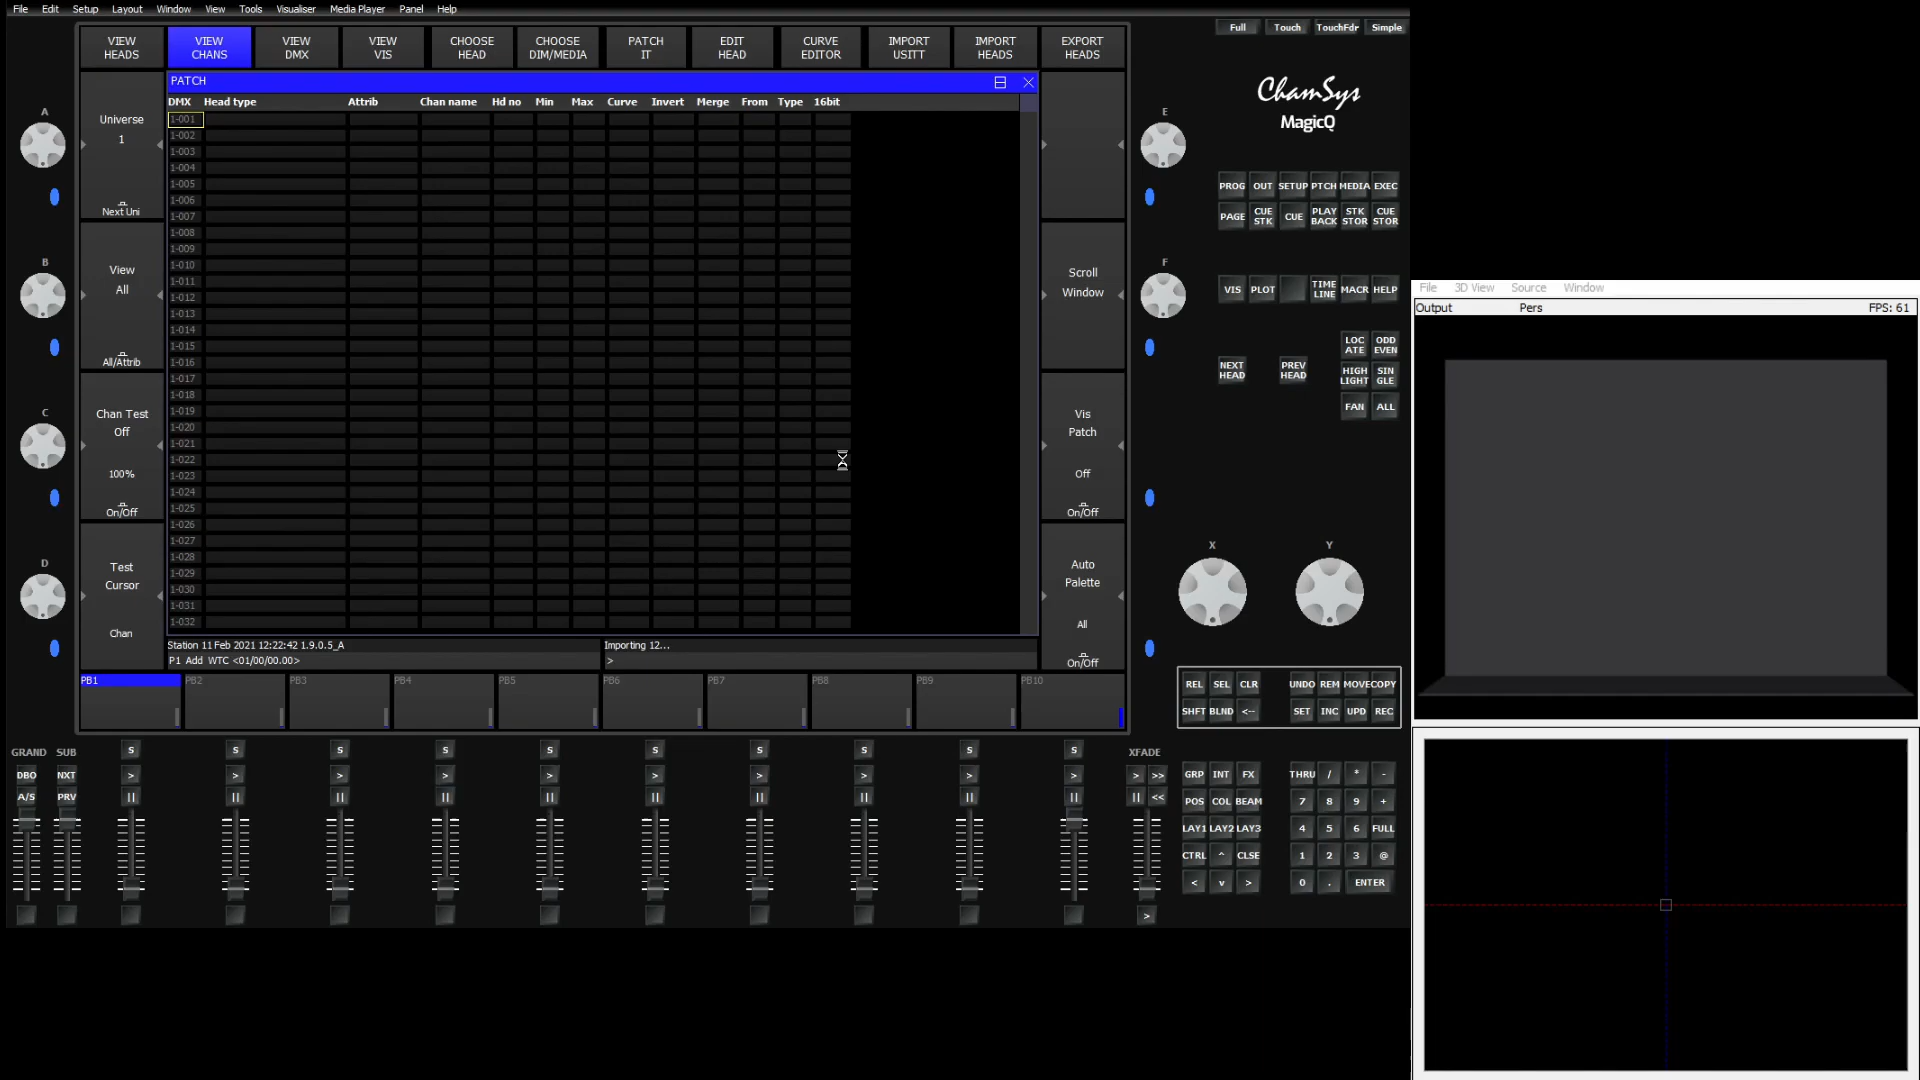 File Edit Setup Layout Window View Tools Visualiser Media Player Panel Help
Full Touch TouchFdr Simple
VIEW HEADS VIEW CHANS VIEW DMX VIEW VIS CHOOSE HEAD CHOOSE DIM/MEDIA PATCH IT EDIT HEAD CURVE EDITOR IMPORT USITT IMPORT HEADS EXPORT HEADS
PATCH
DMX Head type Attrib Chan name Hd no Min Max Curve Invert Merge From Type 16bit
1-001
1-002
1-003
1-004
1-005
1-006
1-007
1-008
1-009
1-010
1-011
1-012
1-013
1-014
1-015
1-016
1-017
1-018
1-019
1-020
1-021
1-022
1-023
1-024
1-025
1-026
1-027
1-028
1-029
1-030
1-031
1-032
A
Universe
1
Next Uni
B
View
All
All/Attrib
C
Chan Test
Off
100%
On/Off
D
Test
Cursor
Chan
E
F
Scroll
Window
Vis
Patch
Off
On/Off
Auto
Palette
All
On/Off
Station 11 Feb 2021 12:22:42 1.9.0.5_A
Importing 12...
P1 Add WTC <01/00/00.00>
>
PB1 PB2 PB3 PB4 PB5 PB6 PB7 PB8 PB9 PB10
ChamSys
MagicQ
PROG OUT SETUP PTCH MEDIA EXEC
PAGE CUE STK CUE PLAY BACK STK STOR CUE STOR
VIS PLOT TIME LINE MACR HELP
LOC ATE ODD EVEN
NEXT HEAD PREV HEAD HIGH LIGHT SIN GLE
FAN ALL
X Y
REL SEL CLR UNDO REM MOVE COPY
SHFT BLND <-- SET INC UPD REC
GRAND SUB
DBO NXT
A/S PRV
S S S S S S S S S S
> > > > > > > > > >
|| || || || || || || || || ||
XFADE
> >>
|| <<
>
GRP INT FX THRU / * -
POS COL BEAM 7 8 9 +
LAY1 LAY2 LAY3 4 5 6 FULL
CTRL ^ CLSE 1 2 3 @
< v > 0 . ENTER
File 3D View Source Window
Output Pers FPS: 61